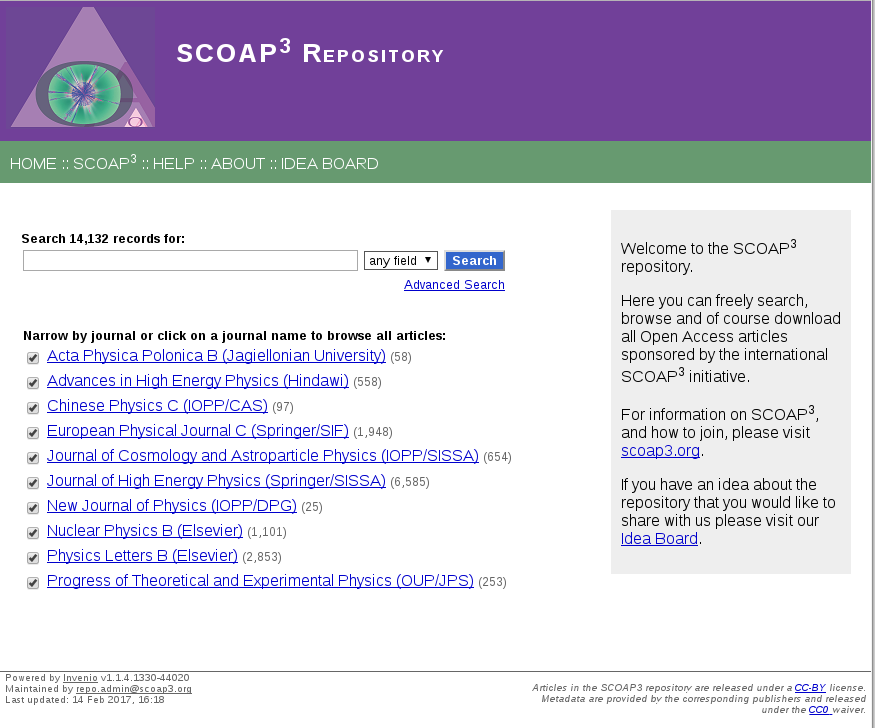 SCOAP3 Repository
HOME :: SCOAP3 :: HELP :: ABOUT :: IDEA BOARD
Search 14,132 records for:
any field ▼ Search
Advanced Search
Narrow by journal or click on a journal name to browse all articles:
Acta Physica Polonica B (Jagiellonian University) (58)
Advances in High Energy Physics (Hindawi) (558)
Chinese Physics C (IOPP/CAS) (97)
European Physical Journal C (Springer/SIF) (1,948)
Journal of Cosmology and Astroparticle Physics (IOPP/SISSA) (654)
Journal of High Energy Physics (Springer/SISSA) (6,585)
New Journal of Physics (IOPP/DPG) (25)
Nuclear Physics B (Elsevier) (1,101)
Physics Letters B (Elsevier) (2,853)
Progress of Theoretical and Experimental Physics (OUP/JPS) (253)
Welcome to the SCOAP3
repository.
Here you can freely search,
browse and of course download
all Open Access articles
sponsored by the international
SCOAP3 initiative.
For information on SCOAP3,
and how to join, please visit
scoap3.org.
If you have an idea about the
repository that you would like to
share with us please visit our
Idea Board.
Powered by Invenio v1.1.4.1330-44020
Maintained by repo.admin@scoap3.org
Last updated: 14 Feb 2017, 16:18
Articles in the SCOAP3 repository are released under a CC-BY license.
Metadata are provided by the corresponding publishers and released
under the CC0 waiver.